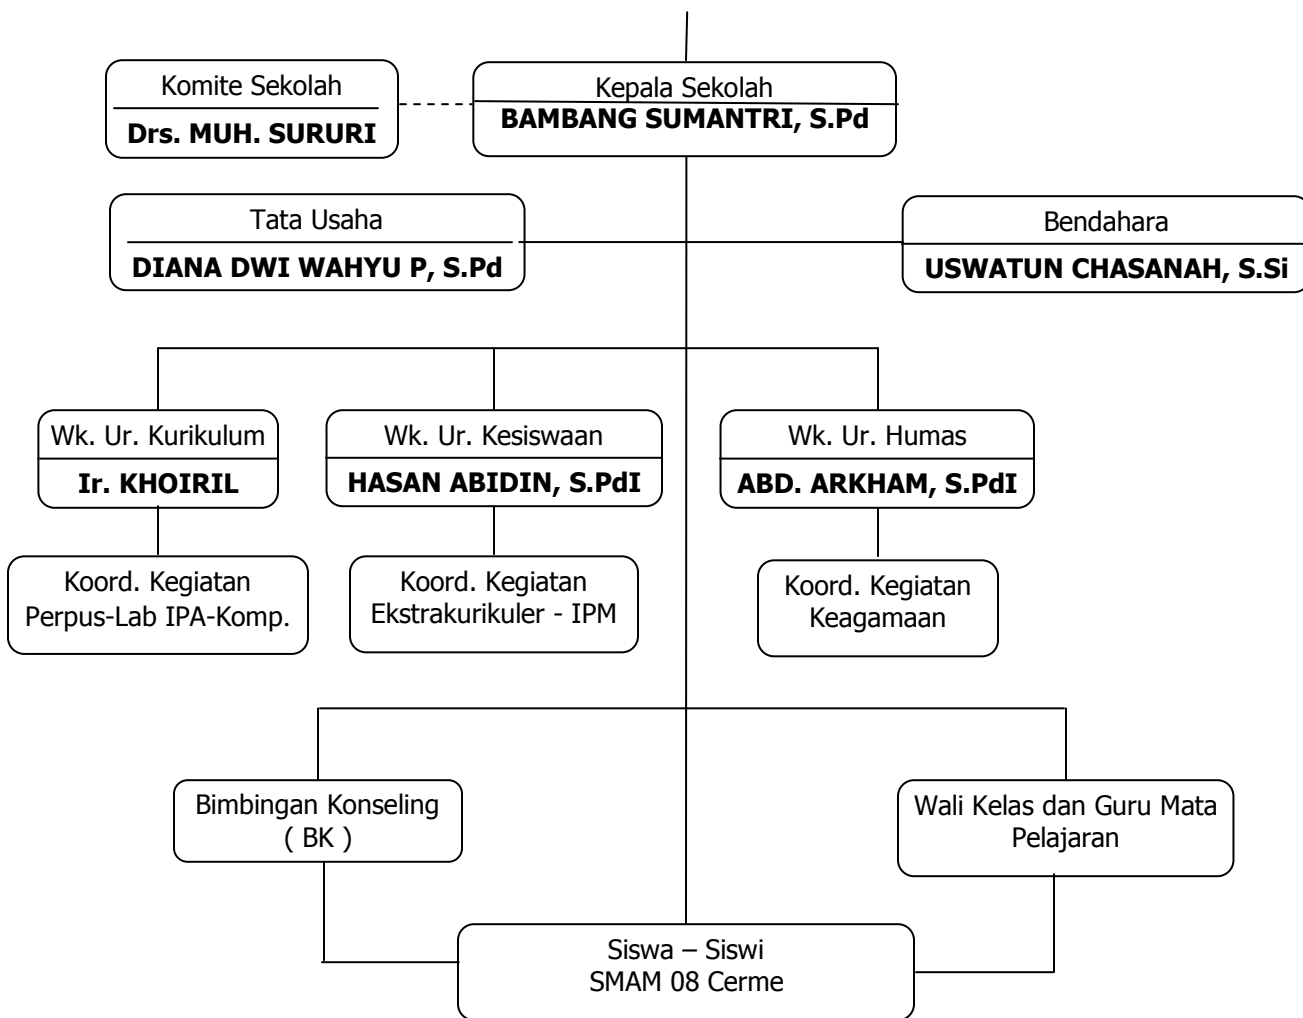 Komite Sekolah
Drs. MUH. SURURI
Kepala Sekolah
BAMBANG SUMANTRI, S.Pd
Tata Usaha
DIANA DWI WAHYU P, S.Pd
Bendahara
USWATUN CHASANAH, S.Si
Wk. Ur. Kurikulum
Ir. KHOIRIL
Wk. Ur. Kesiswaan
HASAN ABIDIN, S.PdI
Wk. Ur. Humas
ABD. ARKHAM, S.PdI
Koord. Kegiatan
Perpus-Lab IPA-Komp.
Koord. Kegiatan
Ekstrakurikuler - IPM
Koord. Kegiatan
Keagamaan
Bimbingan Konseling
( BK )
Wali Kelas dan Guru Mata
Pelajaran
Siswa – Siswi
SMAM 08 Cerme